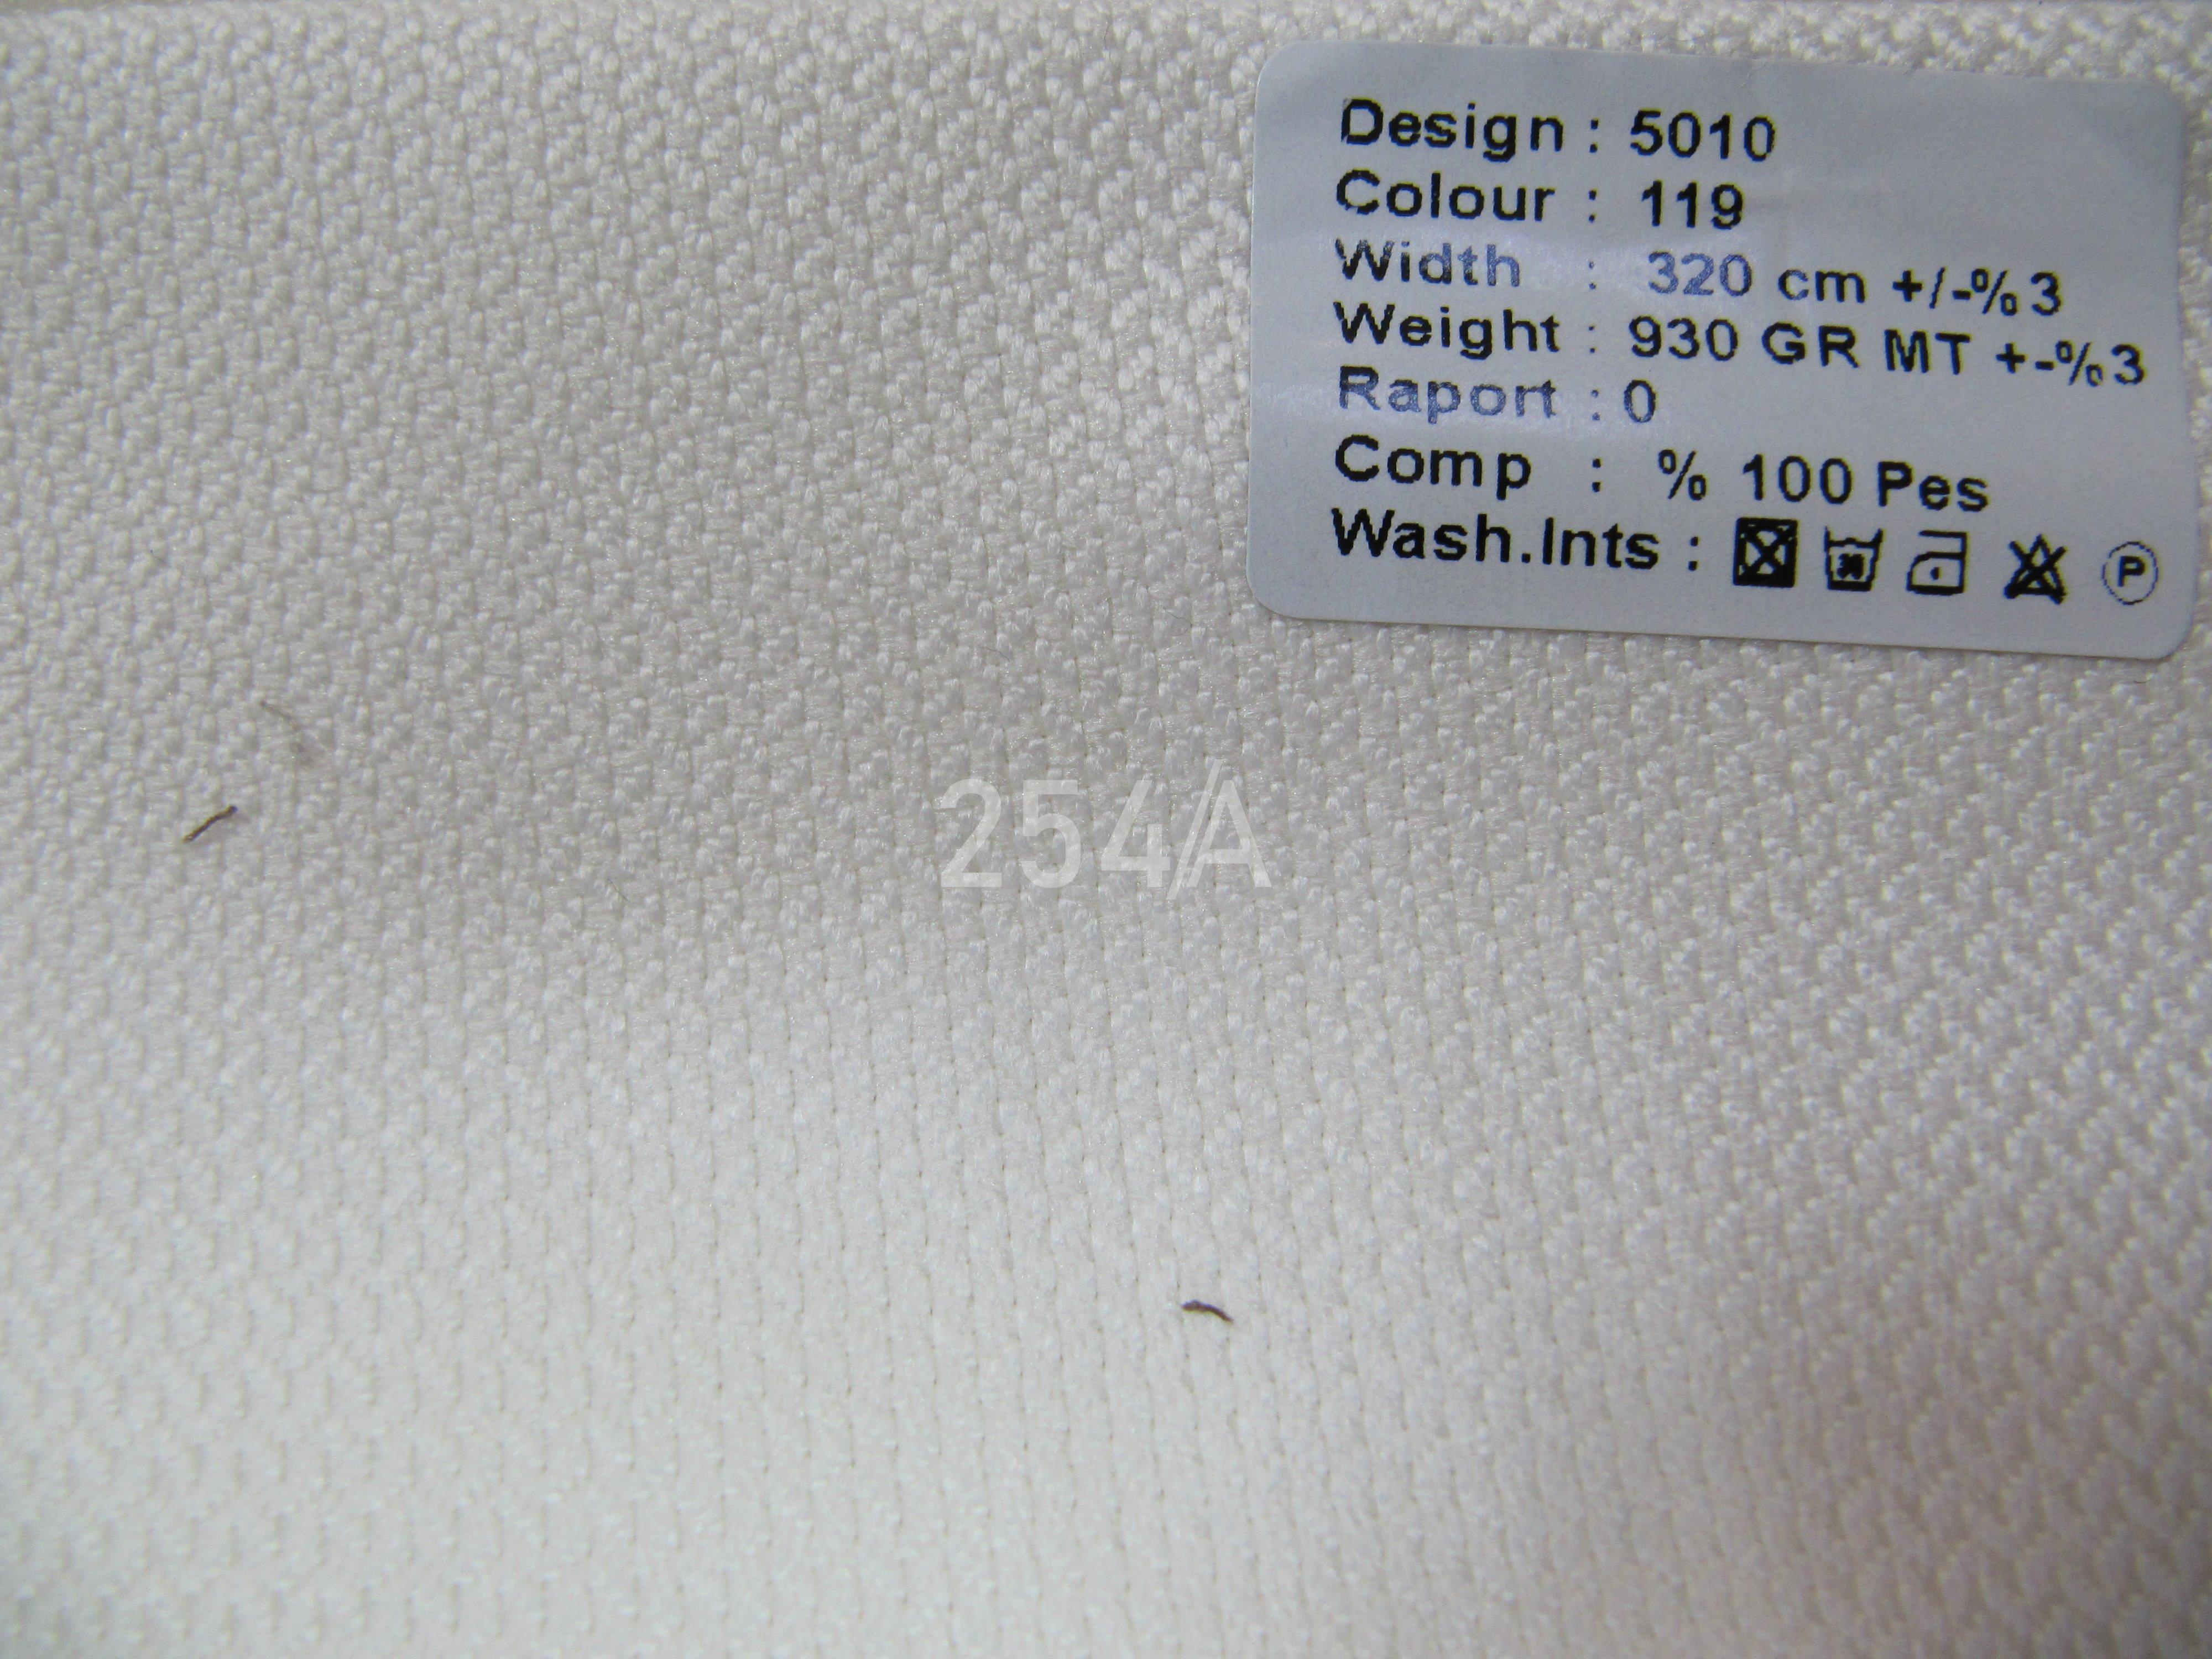 Design : 5010
Colour : 119
Width : 320 cm +/-%3
Weight : 930 GR MT +-%3
Raport : 0
Comp : % 100 Pes
Wash.Ints : P
254/A